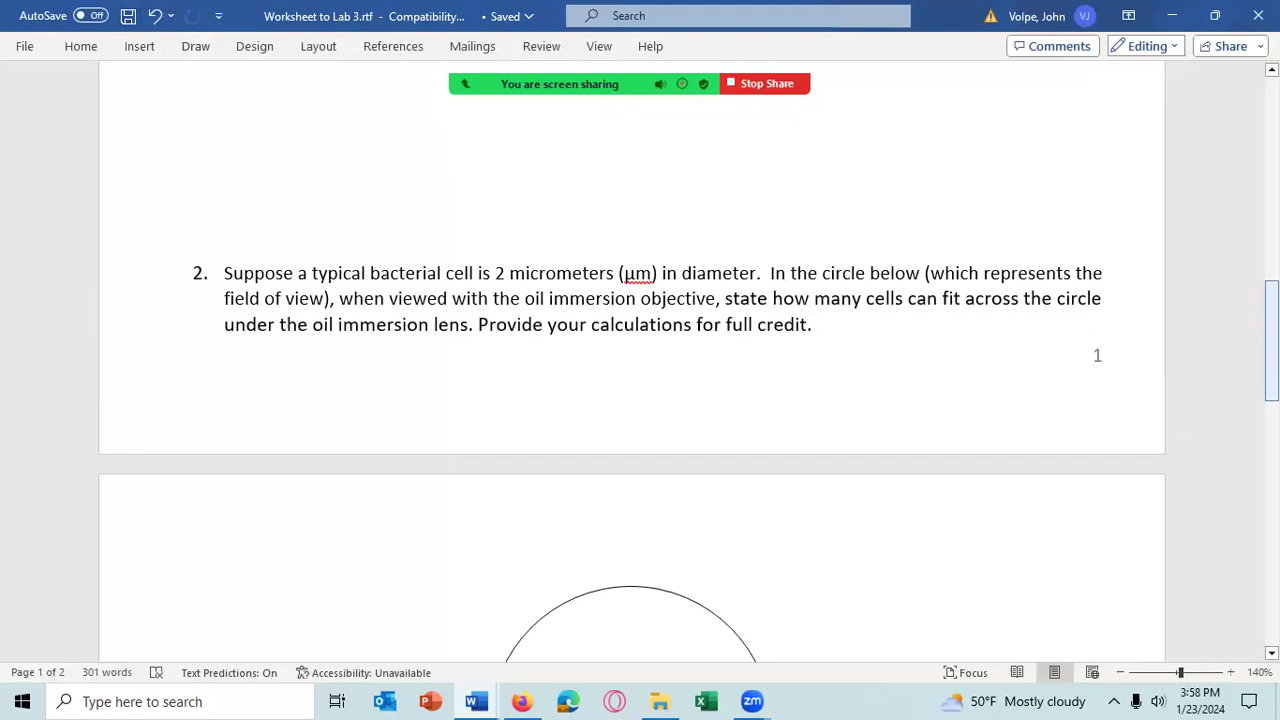 AutoSave Off Worksheet to Lab 3.rtf - Compatibility... • Saved Search Volpe, John VJ
File Home Insert Draw Design Layout References Mailings Review View Help Comments Editing Share
You are screen sharing Stop Share
2. Suppose a typical bacterial cell is 2 micrometers (µm) in diameter. In the circle below (which represents the
field of view), when viewed with the oil immersion objective, state how many cells can fit across the circle
under the oil immersion lens. Provide your calculations for full credit.
1
Page 1 of 2 301 words Text Predictions: On Accessibility: Unavailable Focus 140%
Type here to search 50°F Mostly cloudy 3:58 PM
1/23/2024